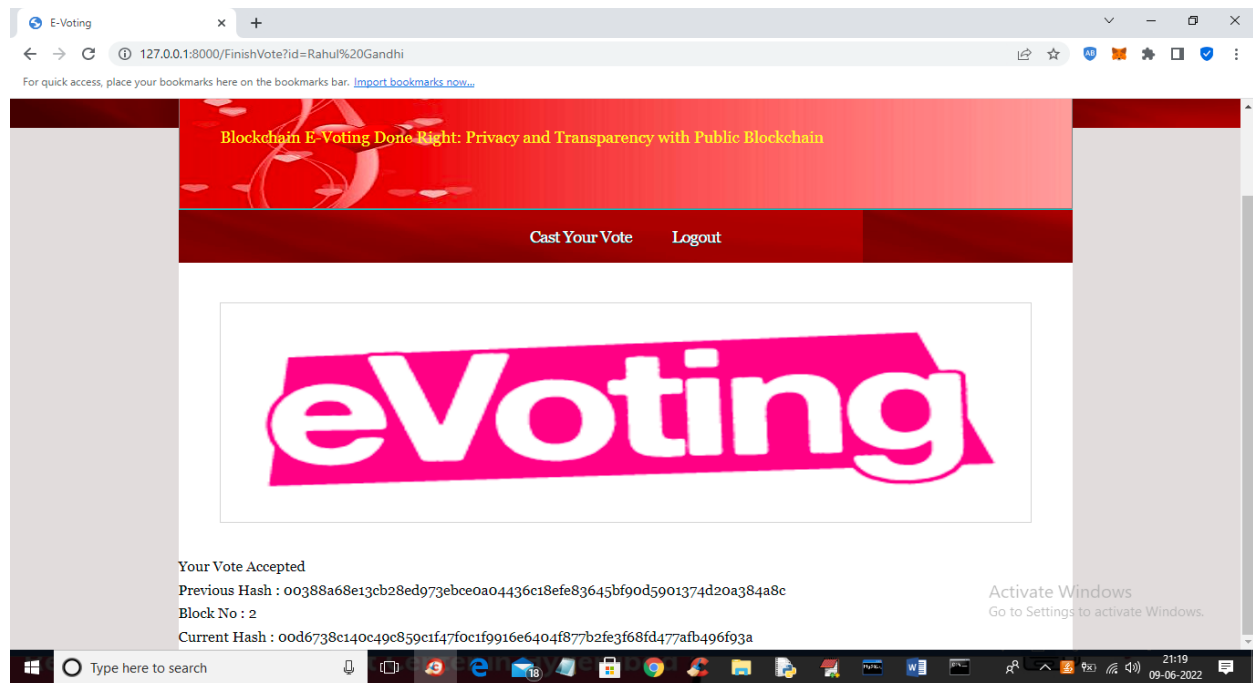 E-Voting
127.0.0.1:8000/FinishVote?id=Rahul%20Gandhi
AB
For quick access, place your bookmarks here on the bookmarks bar. Import bookmarks now...
Blockchain E-Voting Done Right: Privacy and Transparency with Public Blockchain
Cast Your Vote Logout
eVoting
Your Vote Accepted
Previous Hash : 00388a68e13cb28ed973ebce0a04436c18efe83645bf90d5901374d20a384a8c
Block No : 2
Current Hash : 00d6738c140c49c859c1f47f0c1f9916e6404f877b2fe3f68fd477afb496f93a
Activate Windows
Go to Settings to activate Windows.
Type here to search
18
21:19
09-06-2022